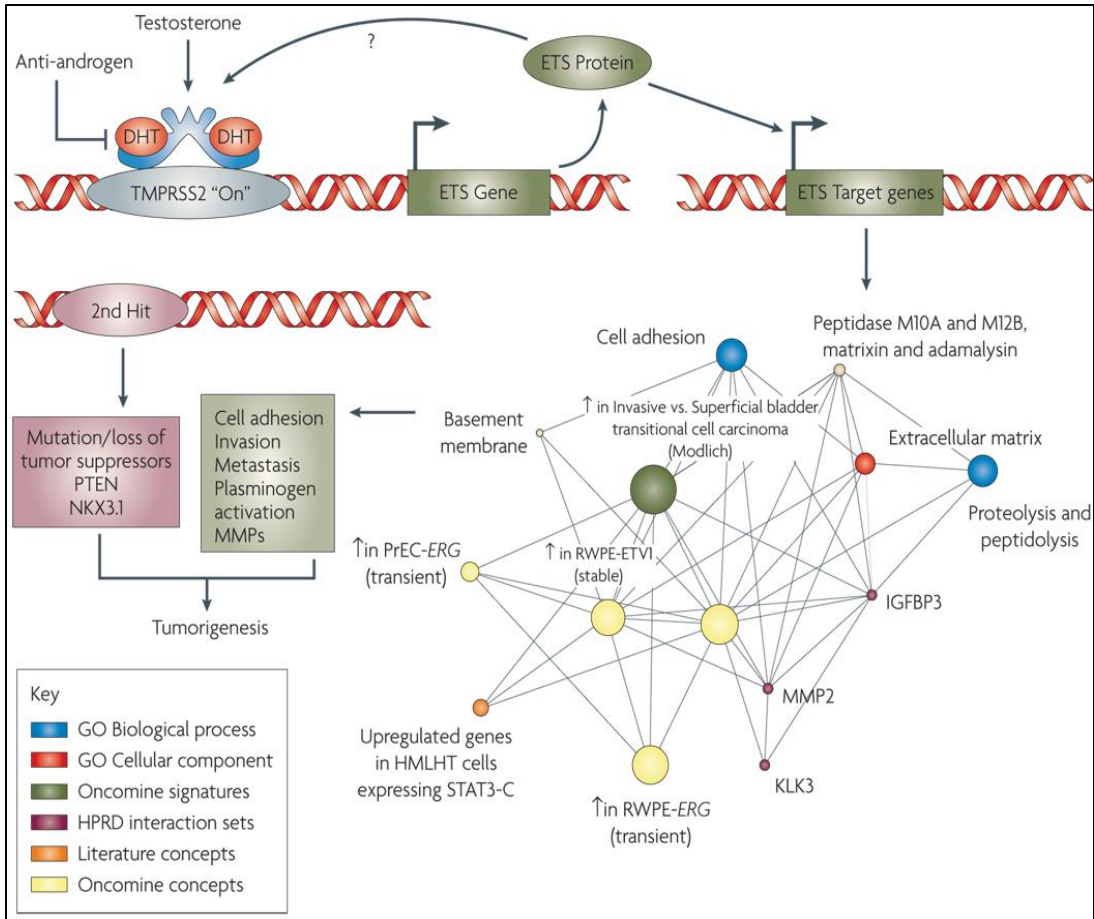 Testosterone
?
Anti-androgen
ETS Protein
DHT
DHT
TMPRSS2 "On"
ETS Gene
ETS Target genes
2nd Hit
Cell adhesion
Peptidase M10A and M12B,
matrixin and adamalysin
Mutation/loss of
tumor suppressors
PTEN
NKX3.1
Cell adhesion
Invasion
Metastasis
Plasminogen
activation
MMPs
Basement
membrane
↑ in Invasive vs. Superficial bladder
transitional cell carcinoma
(Modlich)
Extracellular matrix
Proteolysis and
peptidolysis
↑in PrEC-ERG
(transient)
↑ in RWPE-ETV1
(stable)
IGFBP3
Tumorigenesis
MMP2
KLK3
Upregulated genes
in HMLHT cells
expressing STAT3-C
↑in RWPE-ERG
(transient)
Key
GO Biological process
GO Cellular component
Oncomine signatures
HPRD interaction sets
Literature concepts
Oncomine concepts